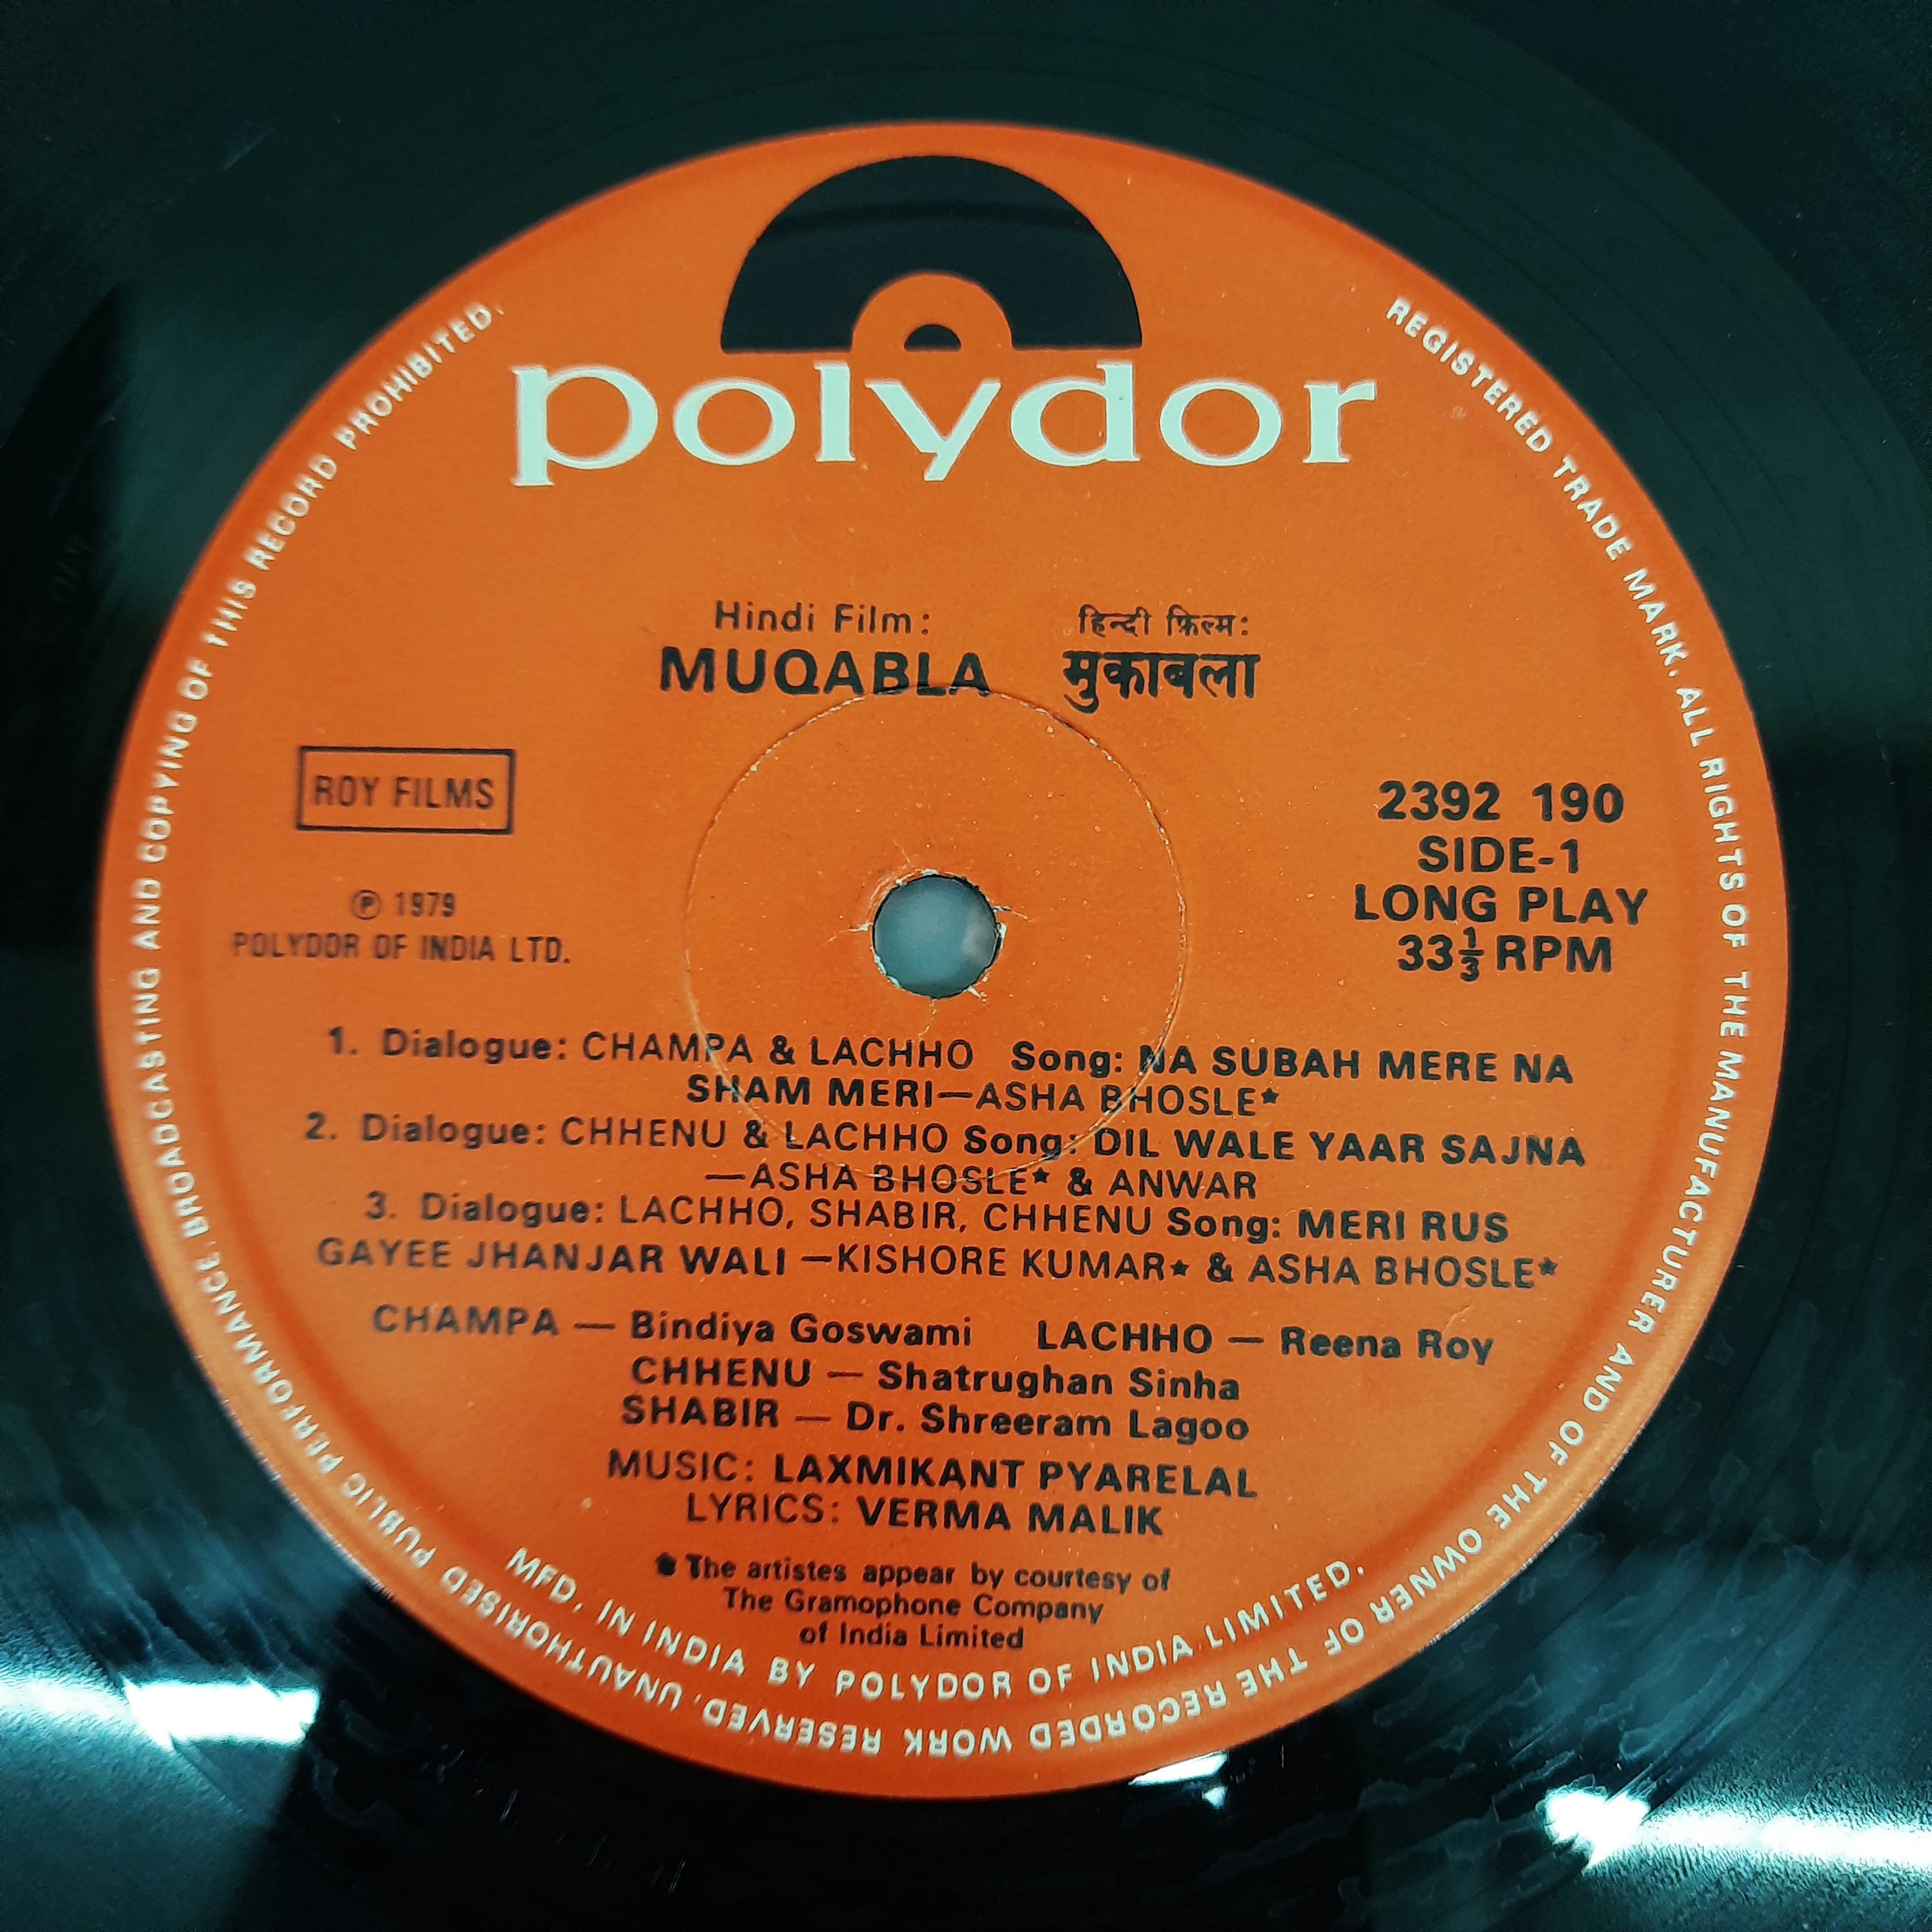 polydor
Hindi Film: हिन्दी फ़िल्म:
MUQABLA मुकाबला
ROY FILMS
℗ 1979
POLYDOR OF INDIA LTD.
2392 190
SIDE-1
LONG PLAY
33⅓ RPM
1. Dialogue: CHAMPA & LACHHO Song: NA SUBAH MERE NA
SHAM MERI—ASHA BHOSLE*
2. Dialogue: CHHENU & LACHHO Song: DIL WALE YAAR SAJNA
—ASHA BHOSLE* & ANWAR
3. Dialogue: LACHHO, SHABIR, CHHENU Song: MERI RUS
GAYEE JHANJAR WALI —KISHORE KUMAR* & ASHA BHOSLE*
CHAMPA — Bindiya Goswami LACHHO — Reena Roy
CHHENU — Shatrughan Sinha
SHABIR — Dr. Shreeram Lagoo
MUSIC: LAXMIKANT PYARELAL
LYRICS: VERMA MALIK
* The artistes appear by courtesy of
The Gramophone Company
of India Limited
MFD. IN INDIA BY POLYDOR OF INDIA LIMITED.
REGISTERED TRADE MARK. ALL RIGHTS OF THE MANUFACTURER AND OF THE OWNER OF THE RECORDED WORK RESERVED. UNAUTHORISED PUBLIC PERFORMANCE, BROADCASTING AND COPYING OF THIS RECORD PROHIBITED.